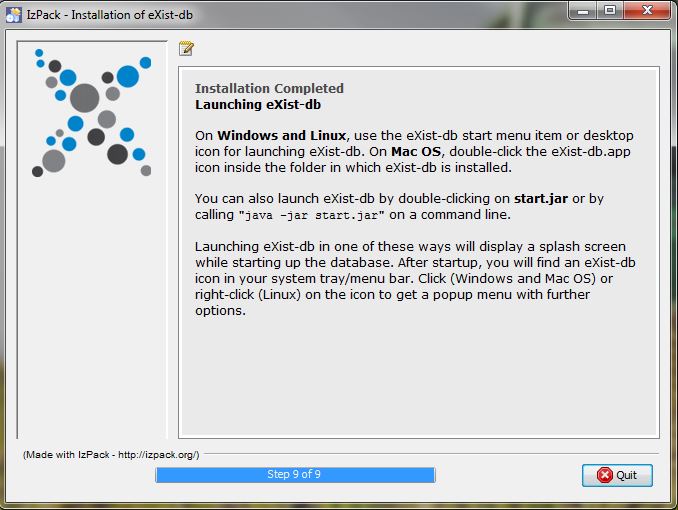 IzPack - Installation of eXist-db
Installation Completed
Launching eXist-db
On Windows and Linux, use the eXist-db start menu item or desktop
icon for launching eXist-db. On Mac OS, double-click the eXist-db.app
icon inside the folder in which eXist-db is installed.
You can also launch eXist-db by double-clicking on start.jar or by
calling "java -jar start.jar" on a command line.
Launching eXist-db in one of these ways will display a splash screen
while starting up the database. After startup, you will find an eXist-db
icon in your system tray/menu bar. Click (Windows and Mac OS) or
right-click (Linux) on the icon to get a popup menu with further
options.
(Made with IzPack - http://izpack.org/)
Step 9 of 9
Quit